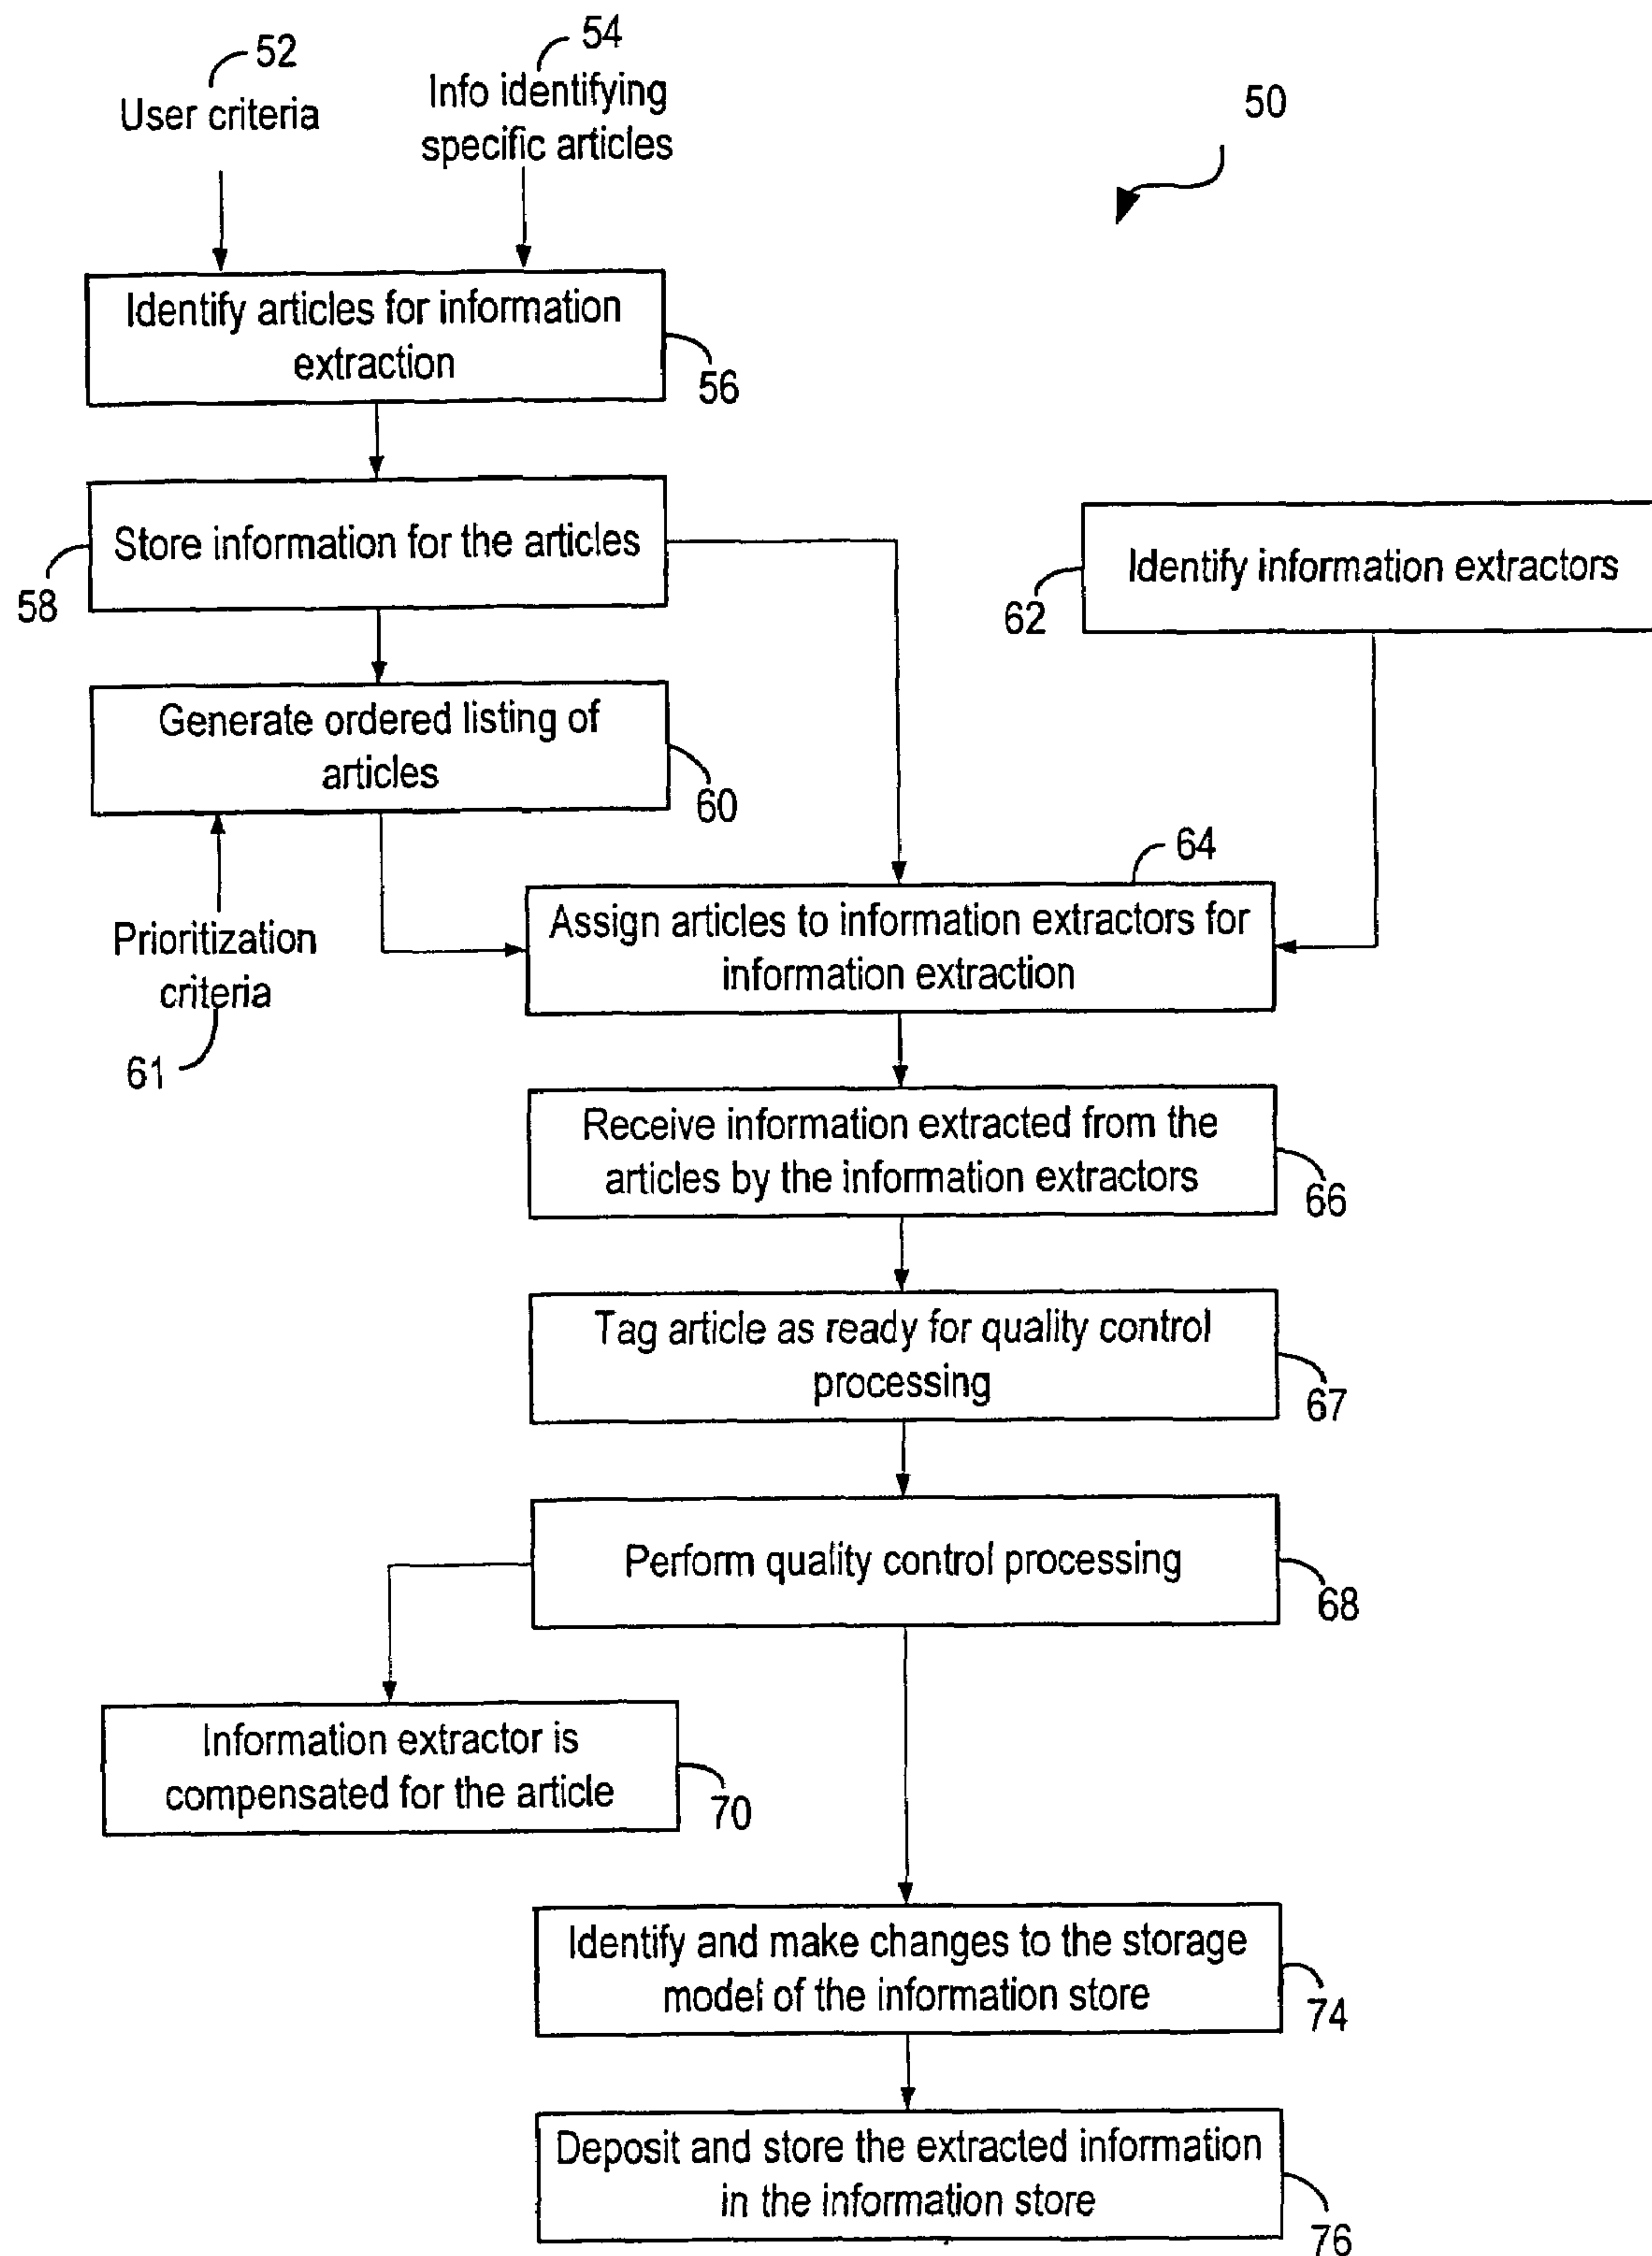 52
User criteria
54
Info identifying
specific articles
50
Identify articles for information
extraction
56
Store information for the articles
58
Identify information extractors
62
Generate ordered listing of
articles
60
Prioritization
criteria
61
64
Assign articles to information extractors for
information extraction
Receive information extracted from the
articles by the information extractors
66
Tag article as ready for quality control
processing
67
Perform quality control processing
68
Information extractor is
compensated for the article
70
Identify and make changes to the storage
model of the information store
74
Deposit and store the extracted information
in the information store
76